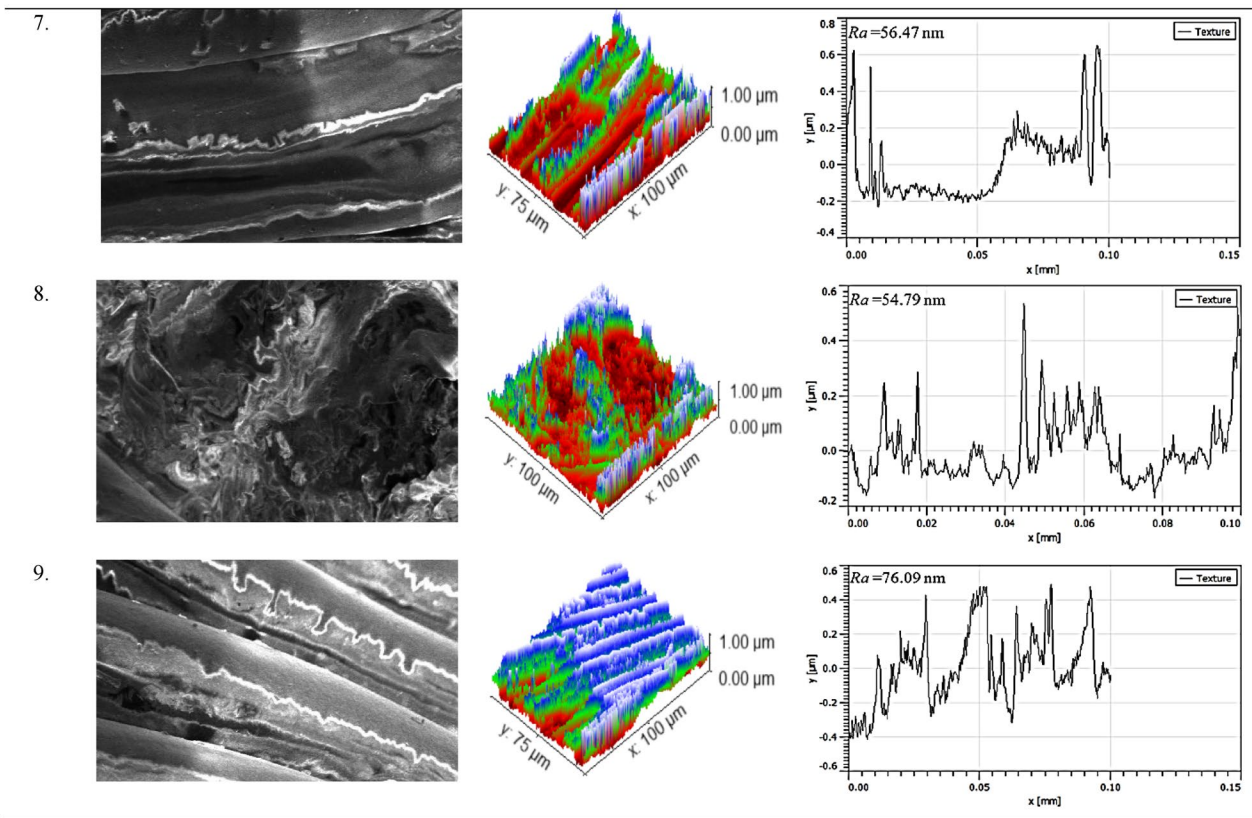 7.
1.00 µm
0.00 µm
y: 75 µm
x: 100 µm
Ra=56.47 nm
Texture
y [µm]
0.8
0.6
0.4
0.2
0.0
-0.2
-0.4
0.00 0.05 0.10 0.15
x [mm]
8.
1.00 µm
0.00 µm
y: 100 µm
x: 100 µm
Ra=54.79 nm
Texture
y [µm]
0.6
0.4
0.2
-0.0
-0.2
0.00 0.02 0.04 0.06 0.08 0.10
x [mm]
9.
1.00 µm
0.00 µm
y: 75 µm
x: 100 µm
Ra=76.09 nm
Texture
y [µm]
0.6
0.4
0.2
-0.0
-0.2
-0.4
-0.6
0.00 0.05 0.10 0.15
x [mm]